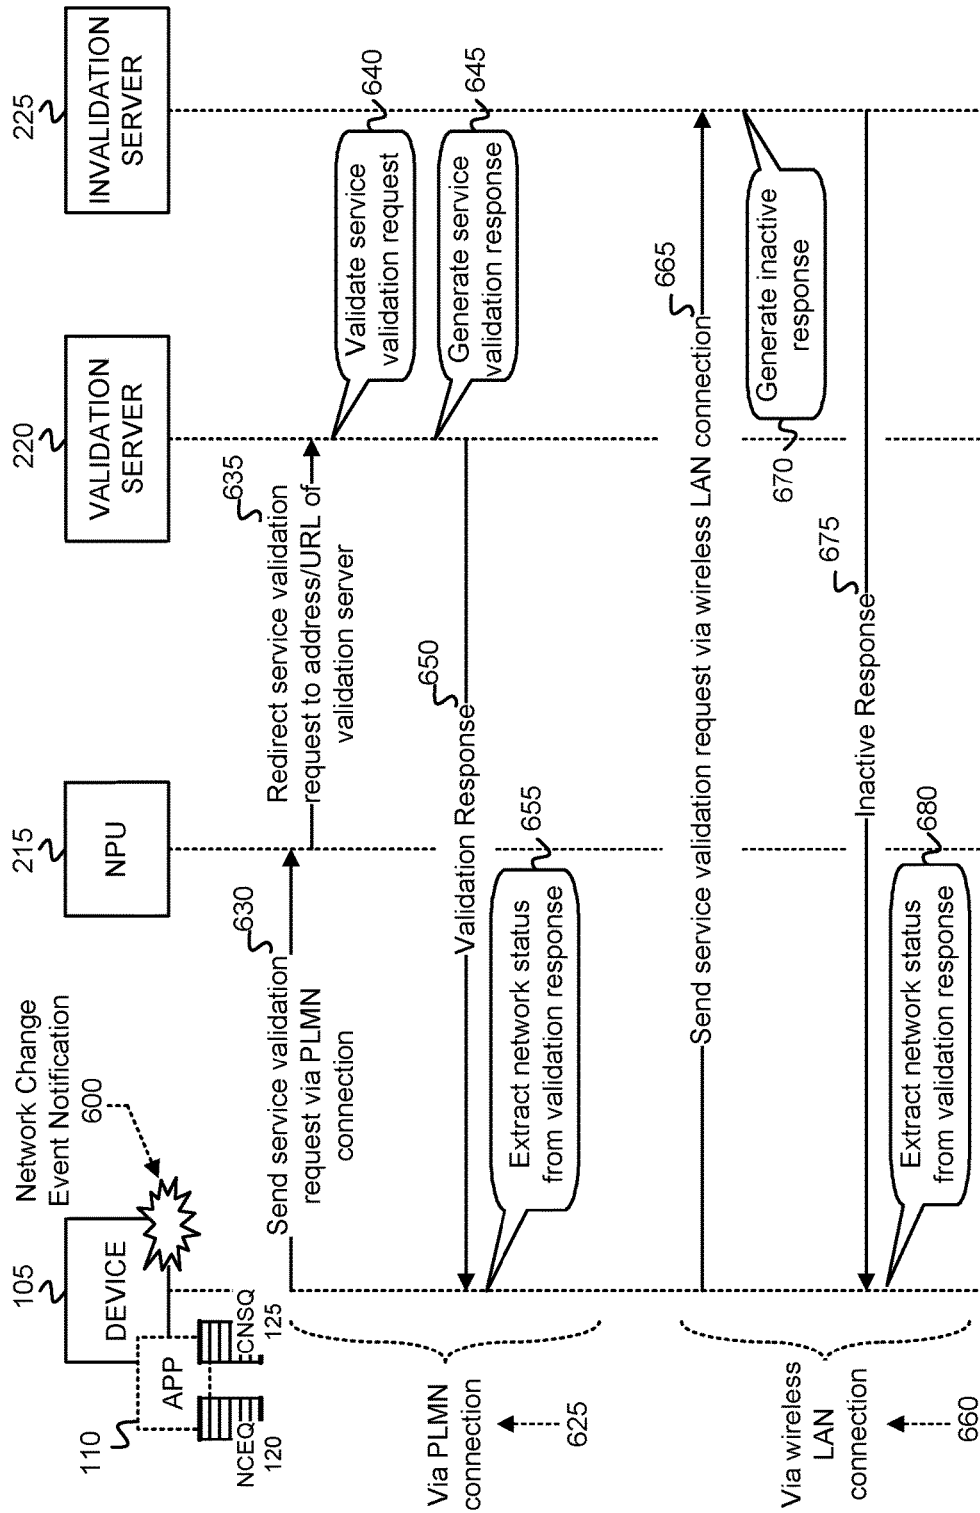 105
DEVICE
Network Change
Event Notification
600
110
APP
NCEQ
120
CNSQ
125
215
NPU
220
VALIDATION
SERVER
225
INVALIDATION
SERVER
Via PLMN
connection
625
Send service validation
request via PLMN
connection
630
Redirect service validation
request to address/URL of
validation server
635
Validate service
validation request
640
Generate service
validation response
645
Validation Response
650
Extract network status
from validation response
655
Via wireless
LAN
connection
660
Send service validation request via wireless LAN connection
665
Generate inactive
response
670
Inactive Response
675
Extract network status
from validation response
680